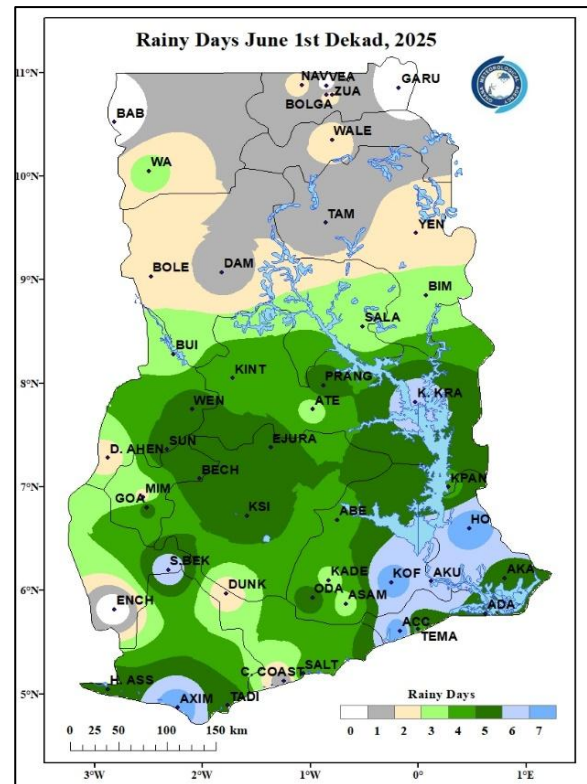 Rainy Days June 1st Dekad, 2025
GHANA METEOROLOGICAL AGENCY
11°N
NAVVEA
GARU
ZUA
BOLGA
BAB
WALE
WA
10°N
TAM
YEN
DAM
BOLE
9°N
BIM
SALA
BUI
KINT
8°N
PRANG
K. KRA
WEN
ATE
SUN
EJURA
D. AHEN
BECH
7°N
KPAN
MIM
GOA
KSI
ABE
HO
S.BEK
KADE
KOF
AKU
AKA
6°N
DUNK
ODA
ASAM
ENCH
ADA
ACC
TEMA
C. COAST
SALT
H. ASS
5°N
AXIM
TADI
Rainy Days
0 1 2 3 4 5 6 7
0 25 50 100 150 km
3°W 2°W 1°W 0° 1°E